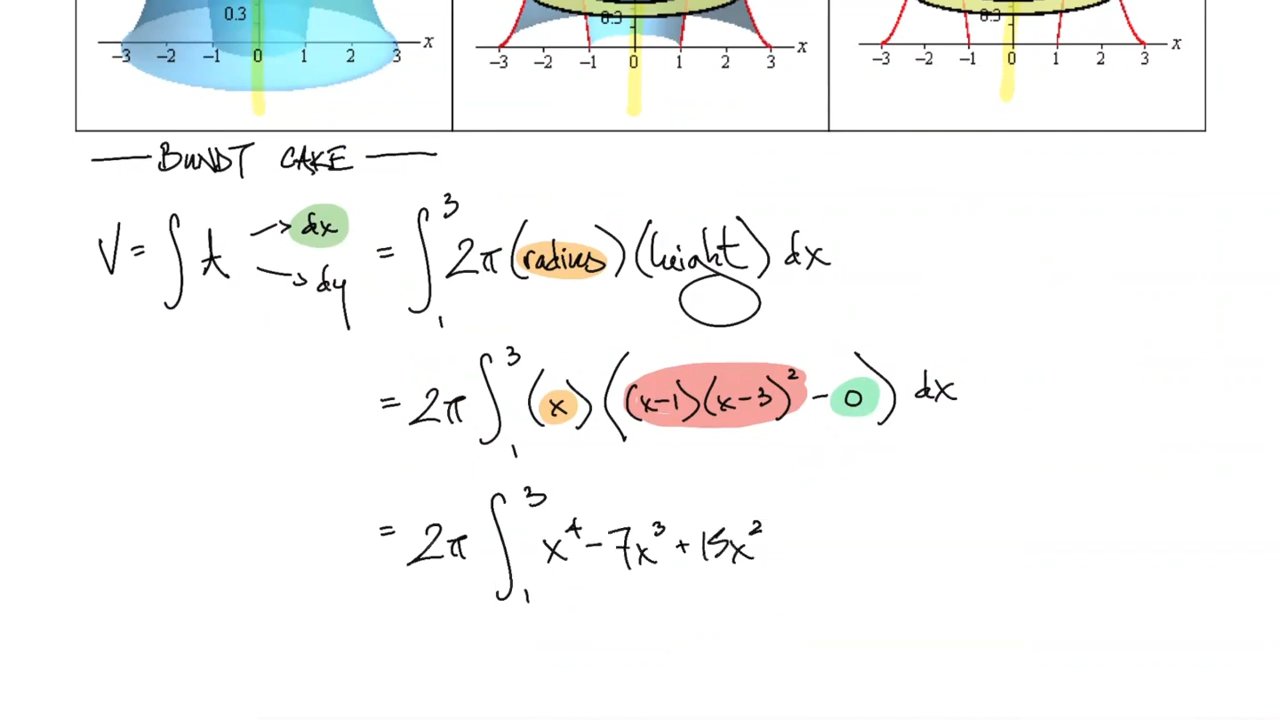 0.3 0.3 0.3
−3 −2 −1 0 1 2 3 x −3 −2 −1 0 1 2 3 x −3 −2 −1 0 1 2 3 x
— BUNDT CAKE —
V = ∫ A → dx → dy = ∫₁³ 2π (radius) (height) dx
= 2π ∫₁³ (x) ((x−1)(x−3)² − 0) dx
= 2π ∫₁³ x⁴ − 7x³ + 15x²